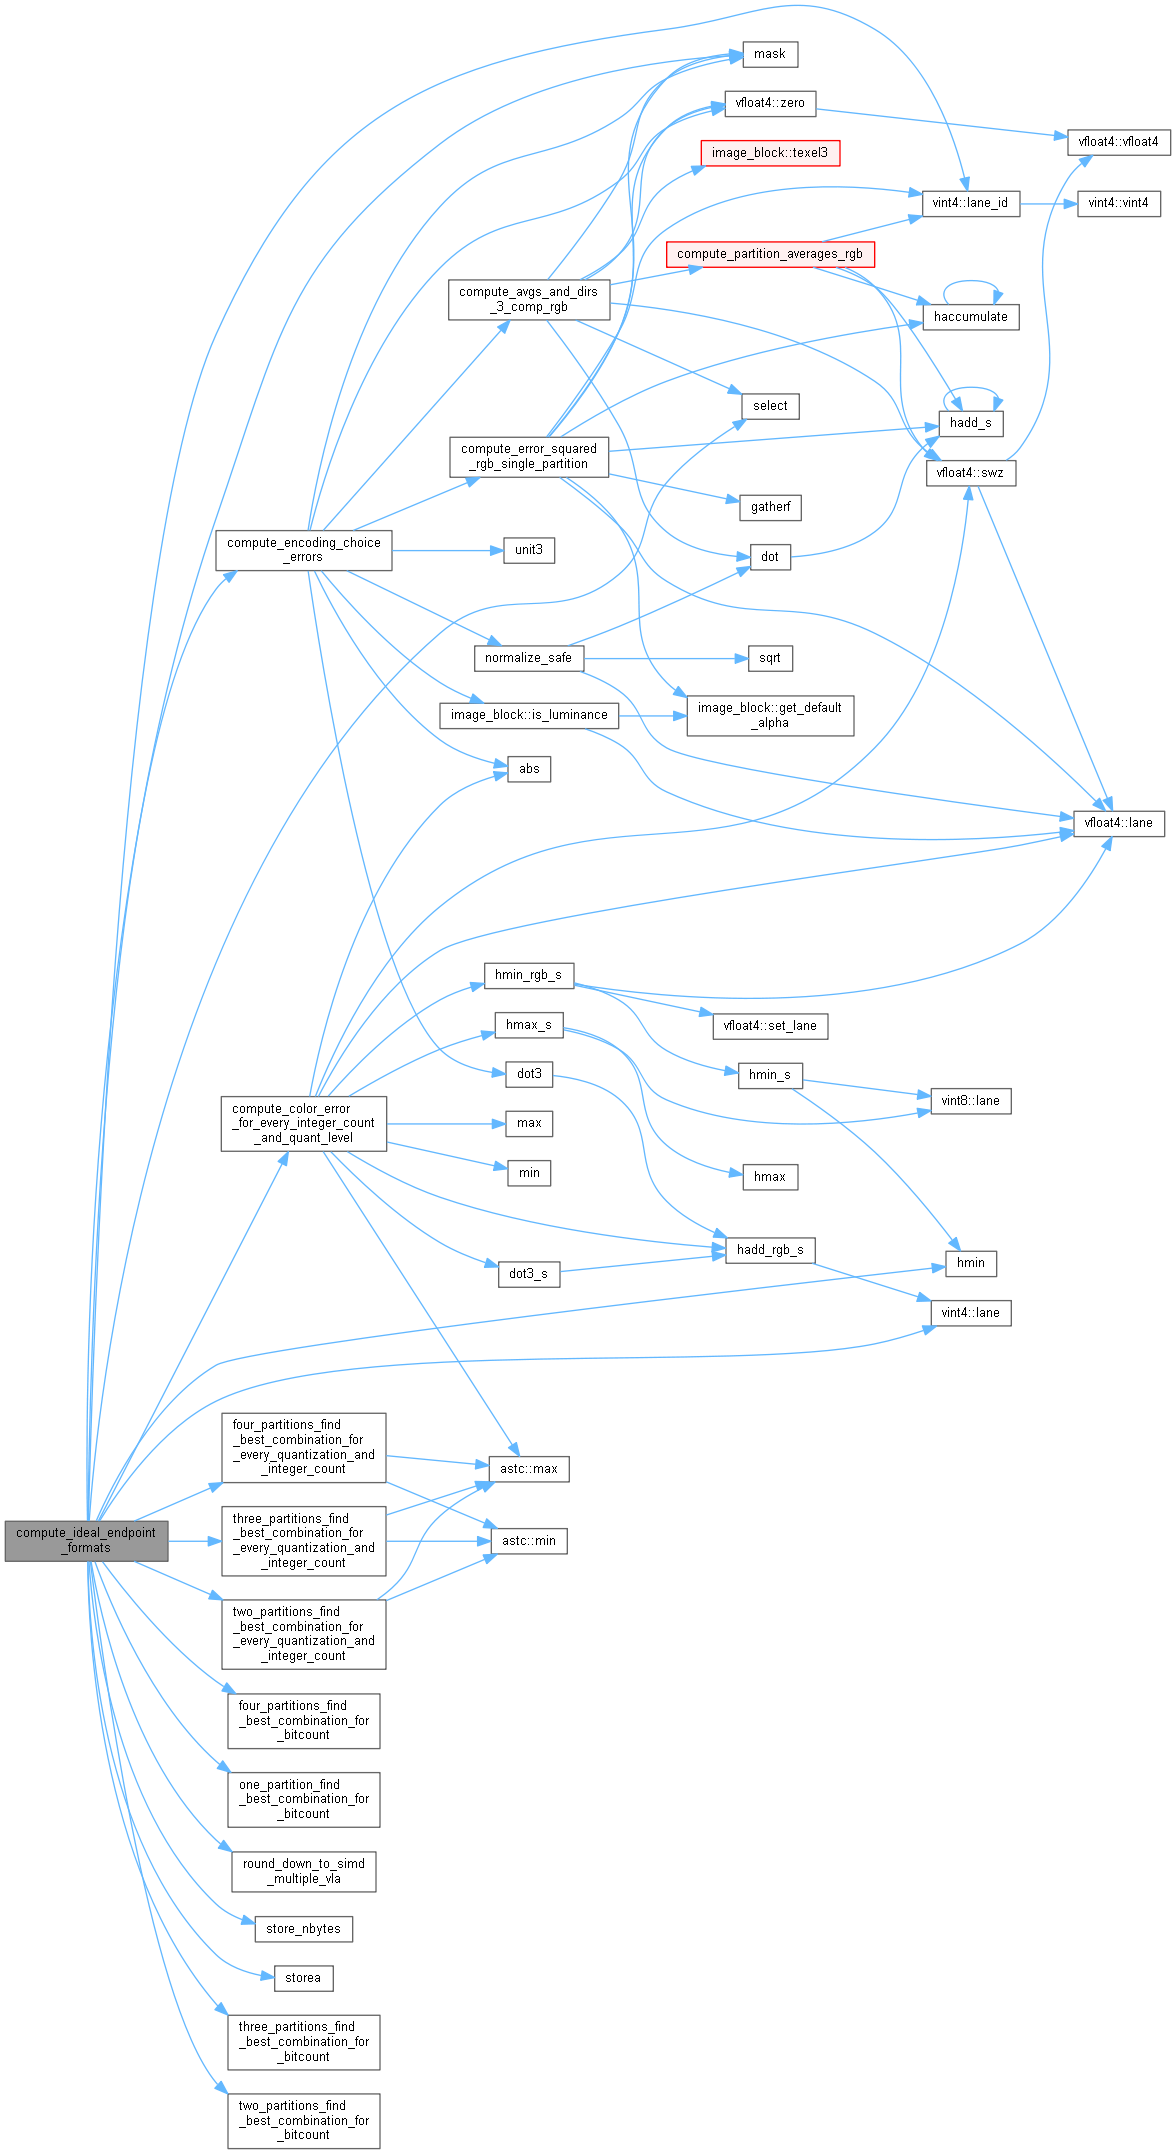 mask
vfloat4::zero
vfloat4::vfloat4
image_block::texel3
vint4::lane_id
vint4::vint4
compute_partition_averages_rgb
compute_avgs_and_dirs
_3_comp_rgb
haccumulate
select
hadd_s
compute_error_squared
_rgb_single_partition
vfloat4::swz
gatherf
compute_encoding_choice
_errors
unit3
dot
normalize_safe
sqrt
image_block::is_luminance
image_block::get_default
_alpha
abs
vfloat4::lane
hmin_rgb_s
hmax_s
vfloat4::set_lane
dot3
hmin_s
vint8::lane
compute_color_error
_for_every_integer_count
_and_quant_level
max
min
hmax
hadd_rgb_s
dot3_s
hmin
vint4::lane
four_partitions_find
_best_combination_for
_every_quantization_and
_integer_count
astc::max
compute_ideal_endpoint
_formats
three_partitions_find
_best_combination_for
_every_quantization_and
_integer_count
astc::min
two_partitions_find
_best_combination_for
_every_quantization_and
_integer_count
four_partitions_find
_best_combination_for
_bitcount
one_partition_find
_best_combination_for
_bitcount
round_down_to_simd
_multiple_vla
store_nbytes
storea
three_partitions_find
_best_combination_for
_bitcount
two_partitions_find
_best_combination_for
_bitcount